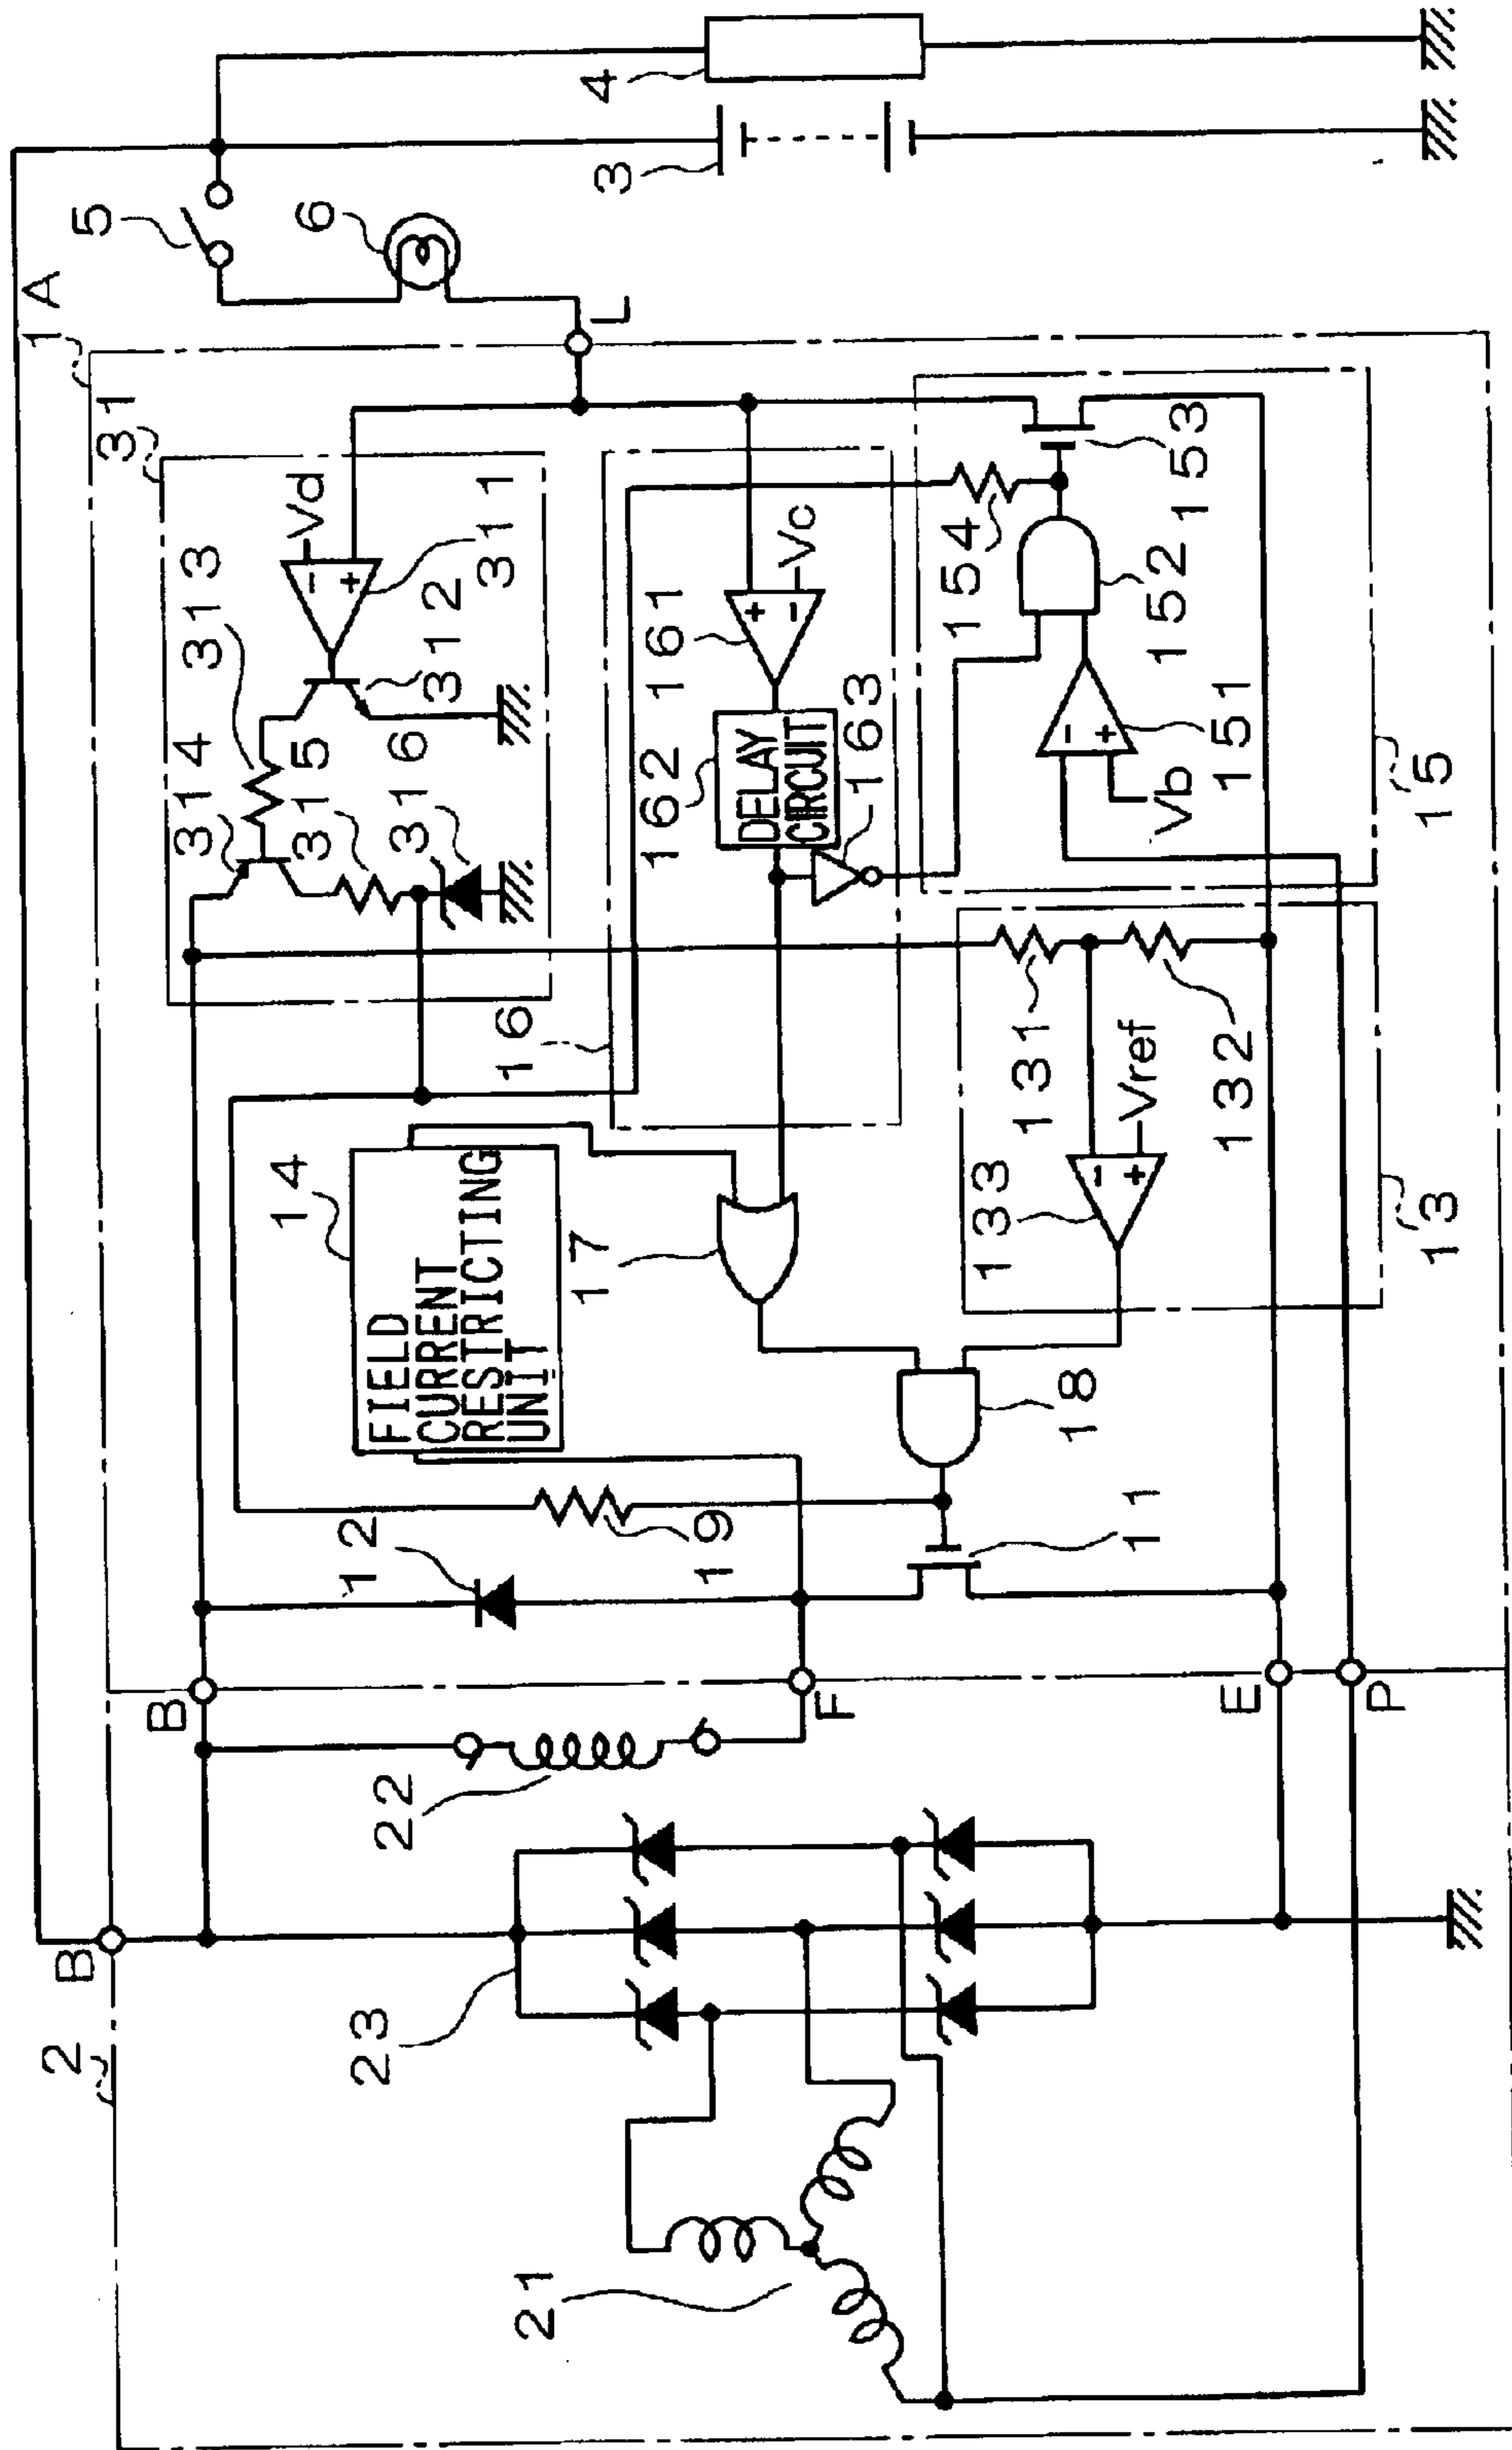 2
B
1A
5
B
31
14
314
313
Vd
6
12
23
22
FIELD
CURRENT
RESTRICTING
UNIT
315
316
312
311
16
21
17
3
4
L
19
162
161
DELAY
CIRCUIT
Vc
F
163
154
133
131
18
11
152
153
Vref
Vb
151
132
E
P
13
15